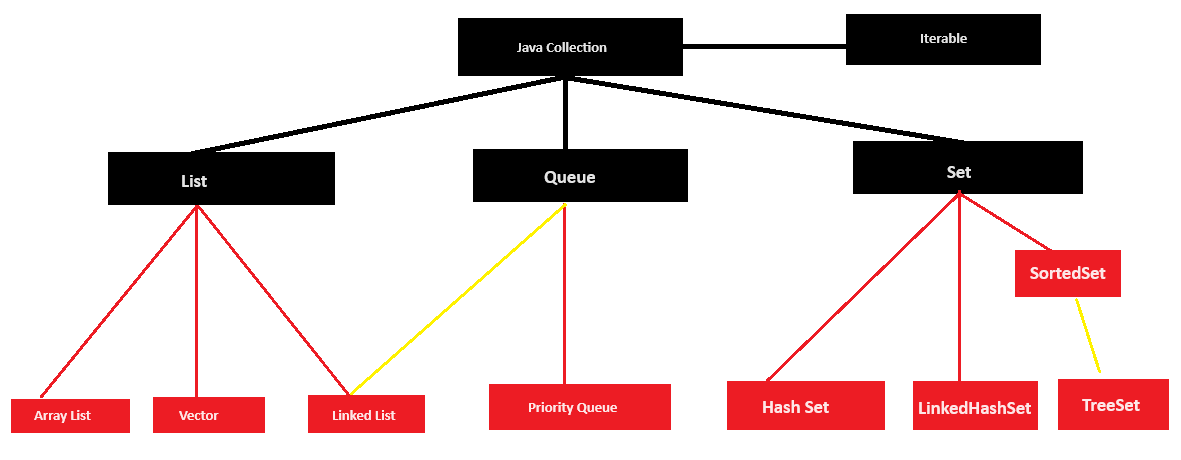 Java Collection
Iterable
List
Queue
Set
SortedSet
Array List
Vector
Linked List
Priority Queue
Hash Set
LinkedHashSet
TreeSet